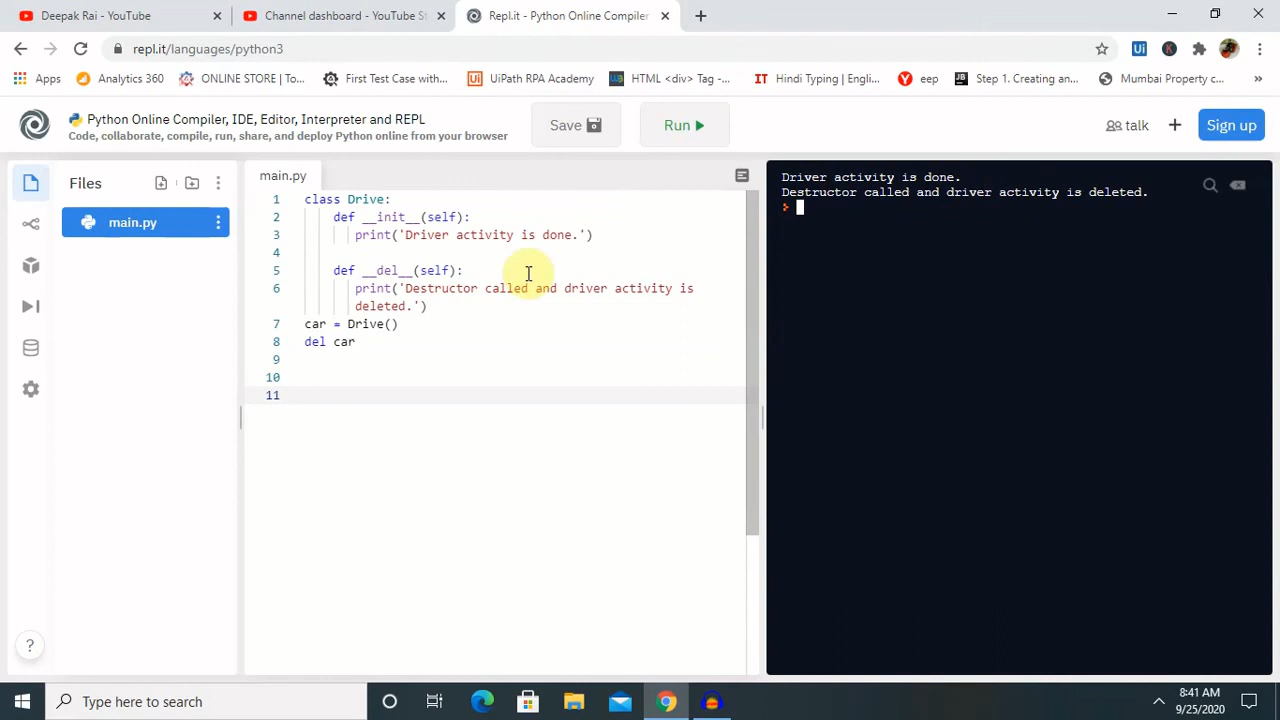 Deepak Rai - YouTube
Channel dashboard - YouTube St
Repl.it - Python Online Compiler
repl.it/languages/python3
Apps
Analytics 360
ONLINE STORE | To...
First Test Case with...
UiPath RPA Academy
HTML <div> Tag -...
IT Hindi Typing | Engli...
eep
Step 1. Creating an...
Mumbai Property c...
Python Online Compiler, IDE, Editor, Interpreter and REPL
Code, collaborate, compile, run, share, and deploy Python online from your browser
Save
Run
talk
Sign up
Files
main.py
main.py
1 class Drive:
2 def __init__(self):
3 print('Driver activity is done.')
4
5 def __del__(self):
6 print('Destructor called and driver activity is
deleted.')
7 car = Drive()
8 del car
9
10
11
Driver activity is done.
Destructor called and driver activity is deleted.
Type here to search
8:41 AM
9/25/2020